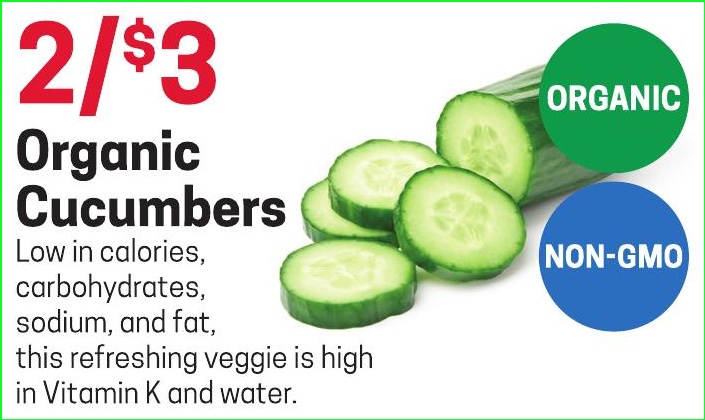 2/$3
Organic
Cucumbers
Low in calories,
carbohydrates,
sodium, and fat,
this refreshing veggie is high
in Vitamin K and water.
ORGANIC
NON-GMO